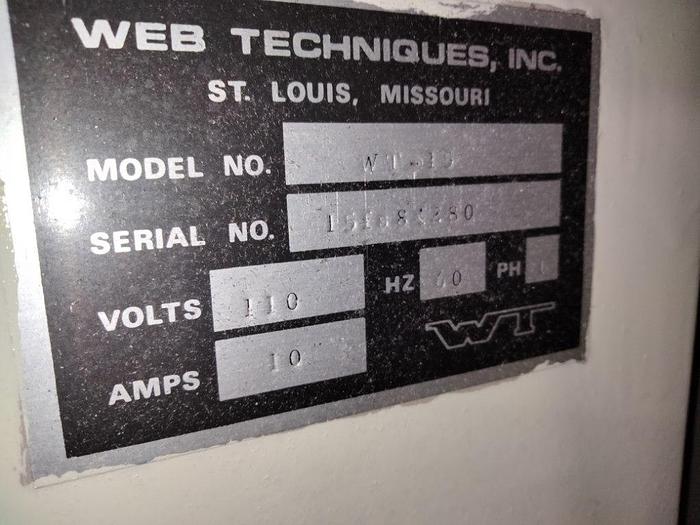 WEB TECHNIQUES, INC.
ST. LOUIS, MISSOURI
MODEL NO.
SERIAL NO.
VOLTS 110 HZ 60 PH
AMPS 10
WT